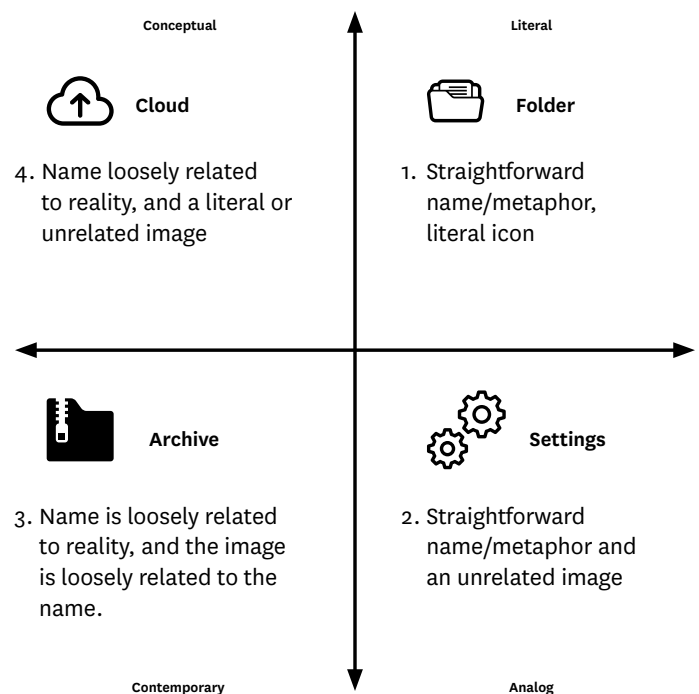 Conceptual
Literal
Cloud
Folder
4. Name loosely related
to reality, and a literal or
unrelated image
1. Straightforward
name/metaphor,
literal icon
Archive
Settings
3. Name is loosely related
to reality, and the image
is loosely related to the
name.
2. Straightforward
name/metaphor and
an unrelated image
Contemporary
Analog